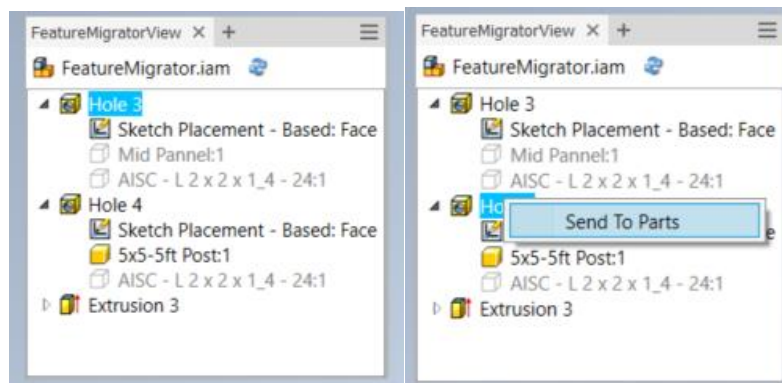 FeatureMigratorView × +
FeatureMigrator.iam
Hole 3
Sketch Placement - Based: Face
Mid Pannel:1
AISC - L 2 x 2 x 1_4 - 24:1
Hole 4
Sketch Placement - Based: Face
5x5-5ft Post:1
AISC - L 2 x 2 x 1_4 - 24:1
Extrusion 3
FeatureMigratorView × +
FeatureMigrator.iam
Hole 3
Sketch Placement - Based: Face
Mid Pannel:1
AISC - L 2 x 2 x 1_4 - 24:1
Send To Parts
5x5-5ft Post:1
AISC - L 2 x 2 x 1_4 - 24:1
Extrusion 3